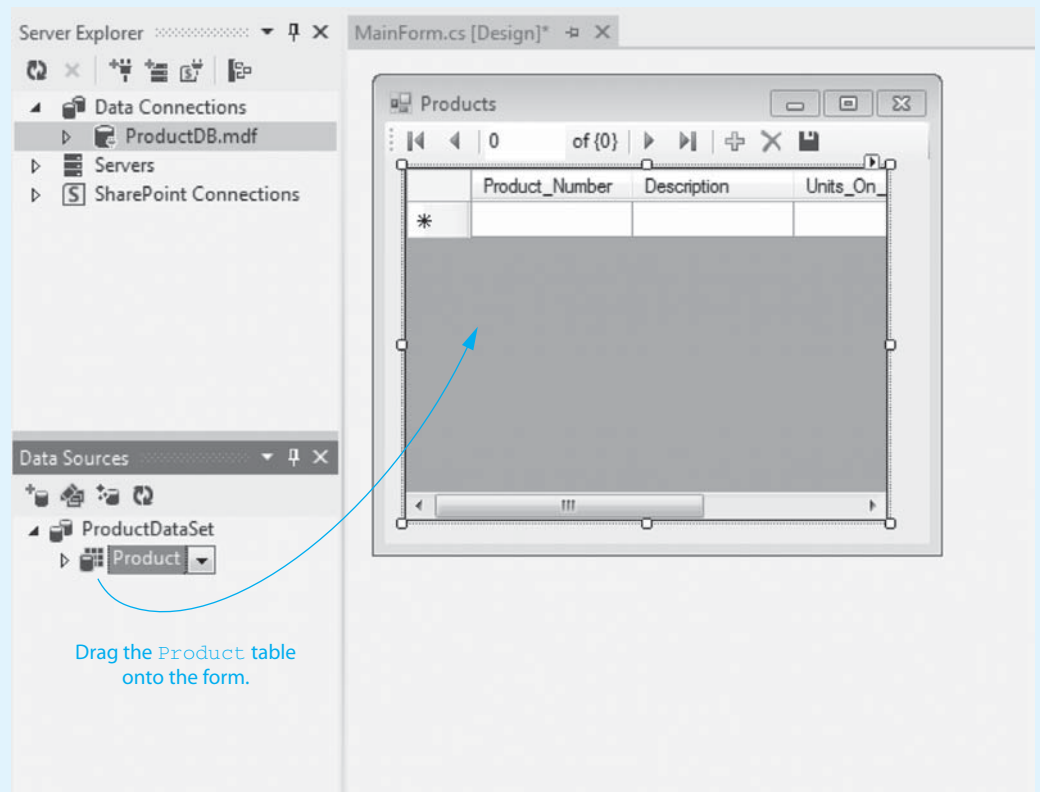 Server Explorer
Data Connections
ProductDB.mdf
Servers
S SharePoint Connections
Data Sources
ProductDataSet
Product
Drag the Product table
onto the form.
MainForm.cs [Design]*
Products
0 of {0}
Product_Number Description Units_On_